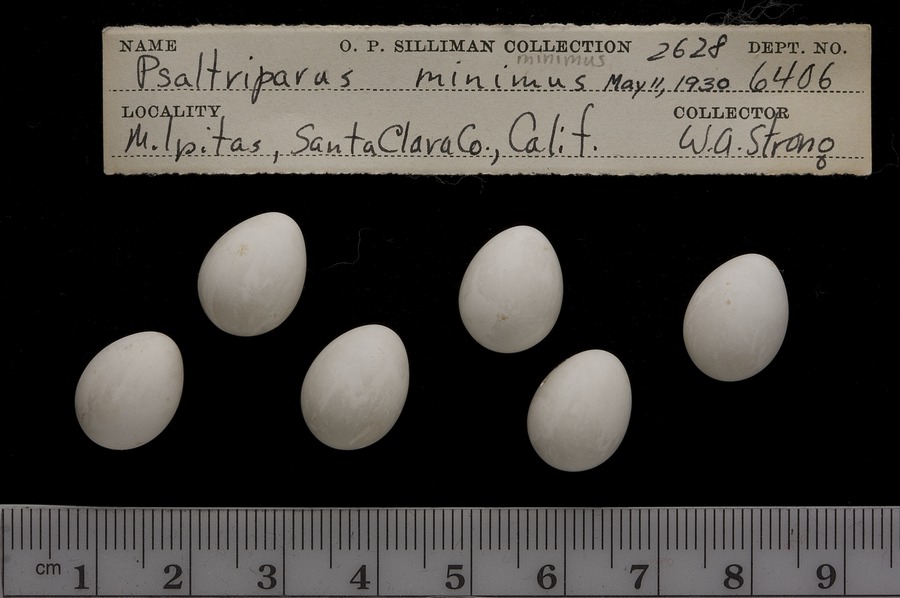 NAME O. P. SILLIMAN COLLECTION 2628 DEPT. NO.
minimus
Psaltriparus minimus May 11, 1930 6406
LOCALITY COLLECTOR
Milpitas, Santa Clara Co., Calif. W.A. Strong
cm 1 2 3 4 5 6 7 8 9